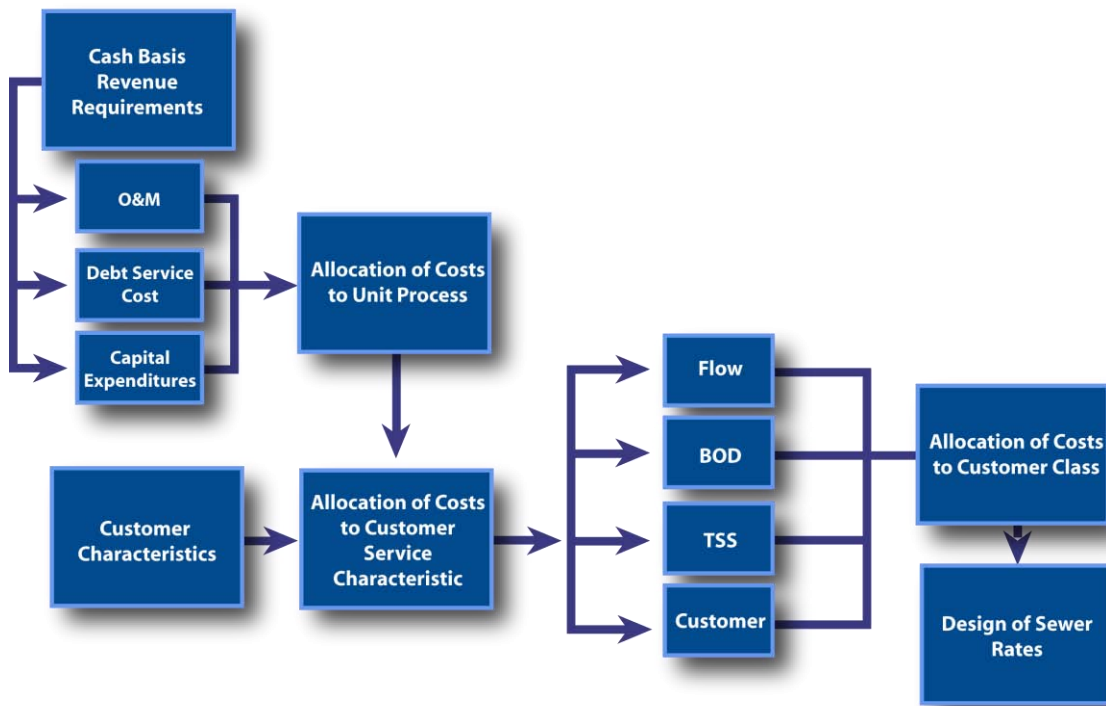 Cash Basis
Revenue
Requirements
O&M
Debt Service
Cost
Capital
Expenditures
Allocation of Costs
to Unit Process
Customer
Characteristics
Allocation of Costs
to Customer
Service
Characteristic
Flow
BOD
TSS
Customer
Allocation of Costs
to Customer Class
Design of Sewer
Rates